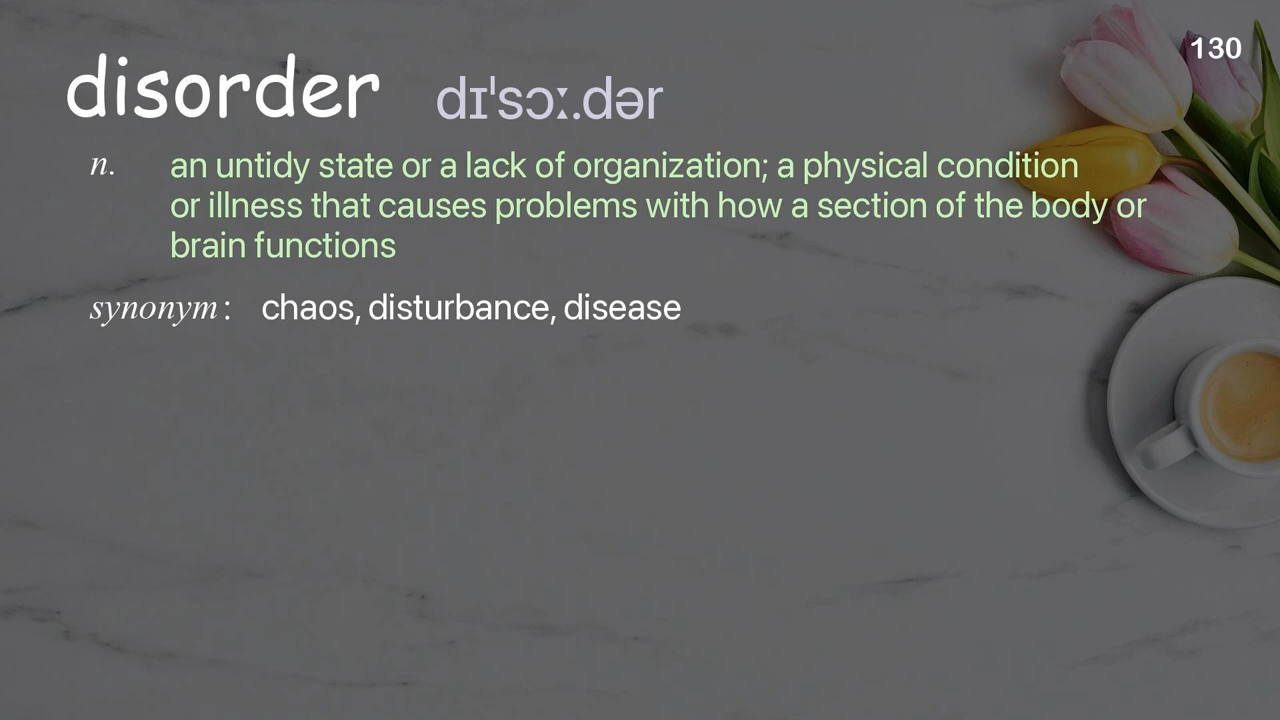 130
disorder dɪˈsɔː.dər
n. an untidy state or a lack of organization; a physical condition
or illness that causes problems with how a section of the body or
brain functions
synonym: chaos, disturbance, disease